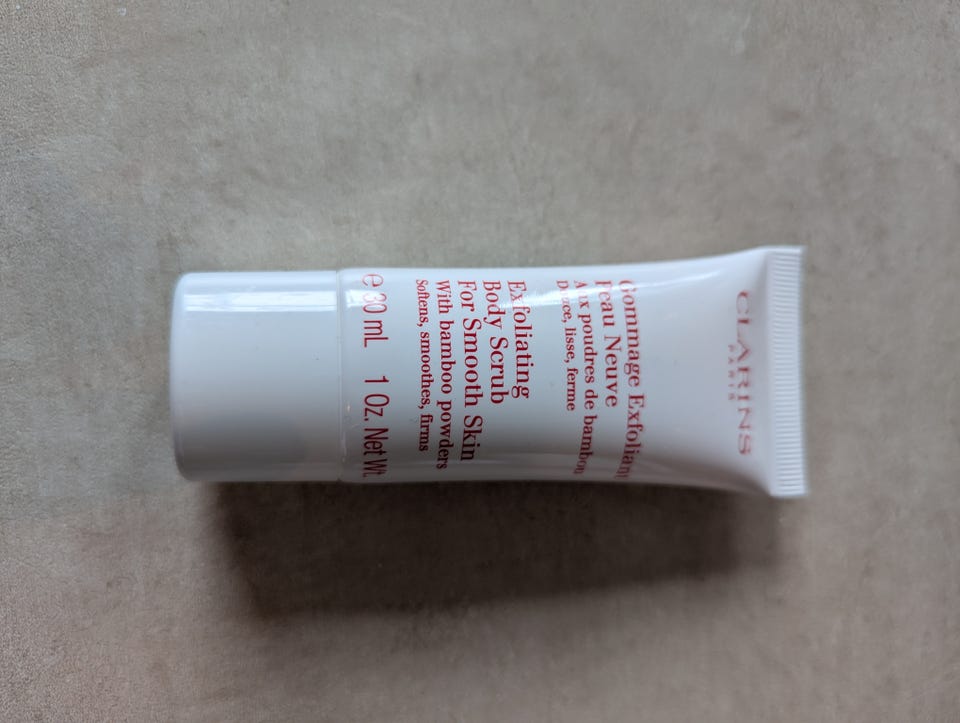 CLARINS
PARIS
Gommage Exfoliant
Peau Neuve
Aux poudres de bambou
Douce, lisse, ferme
Exfoliating
Body Scrub
For Smooth Skin
With bamboo powders
Softens, smoothes, firms
℮ 30 mL 1 Oz. Net Wt.